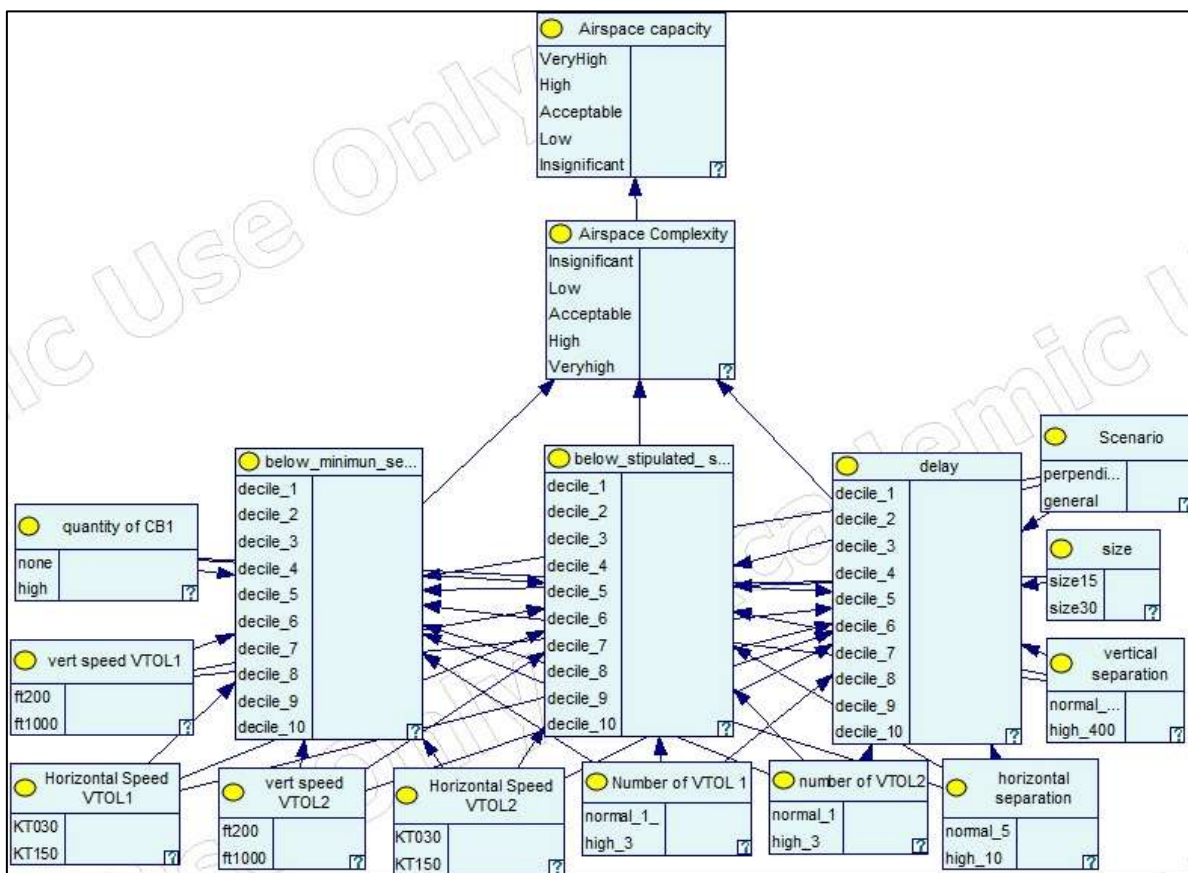 Airspace capacity
VeryHigh
High
Acceptable
Low
Insignificant
?
Airspace Complexity
Insignificant
Low
Acceptable
High
Veryhigh
?
below_minimun_se...
decile_1
decile_2
decile_3
decile_4
decile_5
decile_6
decile_7
decile_8
decile_9
decile_10
?
below_stipulated_ s...
decile_1
decile_2
decile_3
decile_4
decile_5
decile_6
decile_7
decile_8
decile_9
decile_10
?
delay
decile_1
decile_2
decile_3
decile_4
decile_5
decile_6
decile_7
decile_8
decile_9
decile_10
?
Scenario
perpendi...
general
?
quantity of CB1
none
high
?
size
size15
size30
?
vert speed VTOL1
ft200
ft1000
?
vertical
separation
normal_...
high_400
?
Horizontal Speed
VTOL1
KT030
KT150
?
vert speed
VTOL2
ft200
ft1000
?
Horizontal Speed
VTOL2
KT030
KT150
?
Number of VTOL 1
normal_1_
high_3
?
number of VTOL2
normal_1
high_3
?
horizontal
separation
normal_5
high_10
?